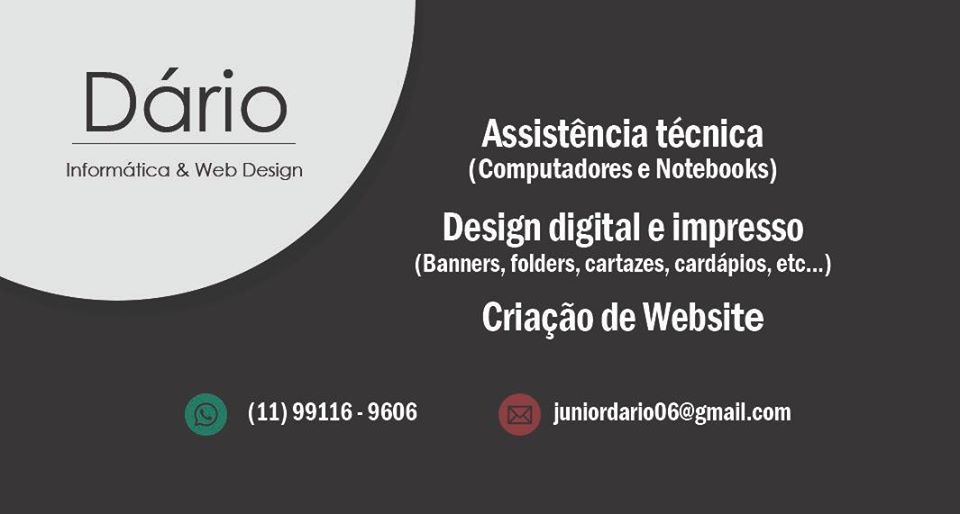 Dário
Informática & Web Design
Assistência técnica
(Computadores e Notebooks)
Design digital e impresso
(Banners, folders, cartazes, cardápios, etc...)
Criação de Website
(11) 99116 - 9606
juniordario06@gmail.com